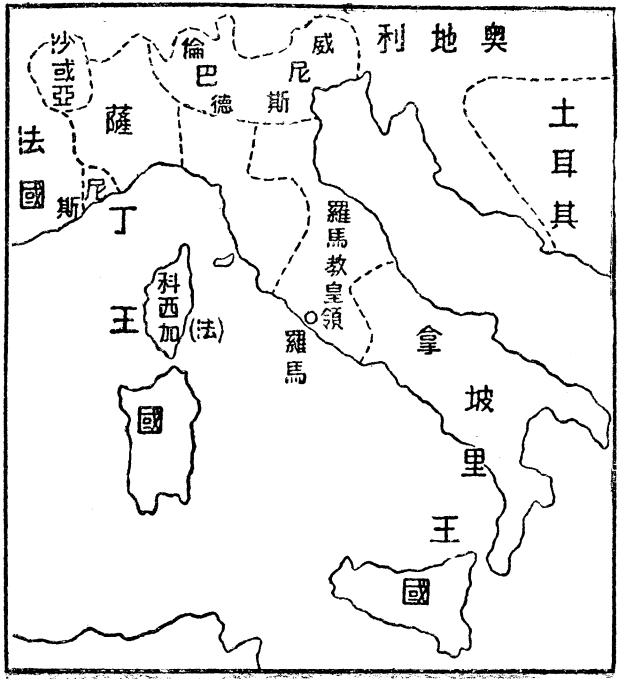 奧地利
土耳其
威尼斯
倫巴德
沙或亞
薩丁王國
法國
尼斯
科西加
(法)
羅馬教皇領
羅馬
拿坡里王國